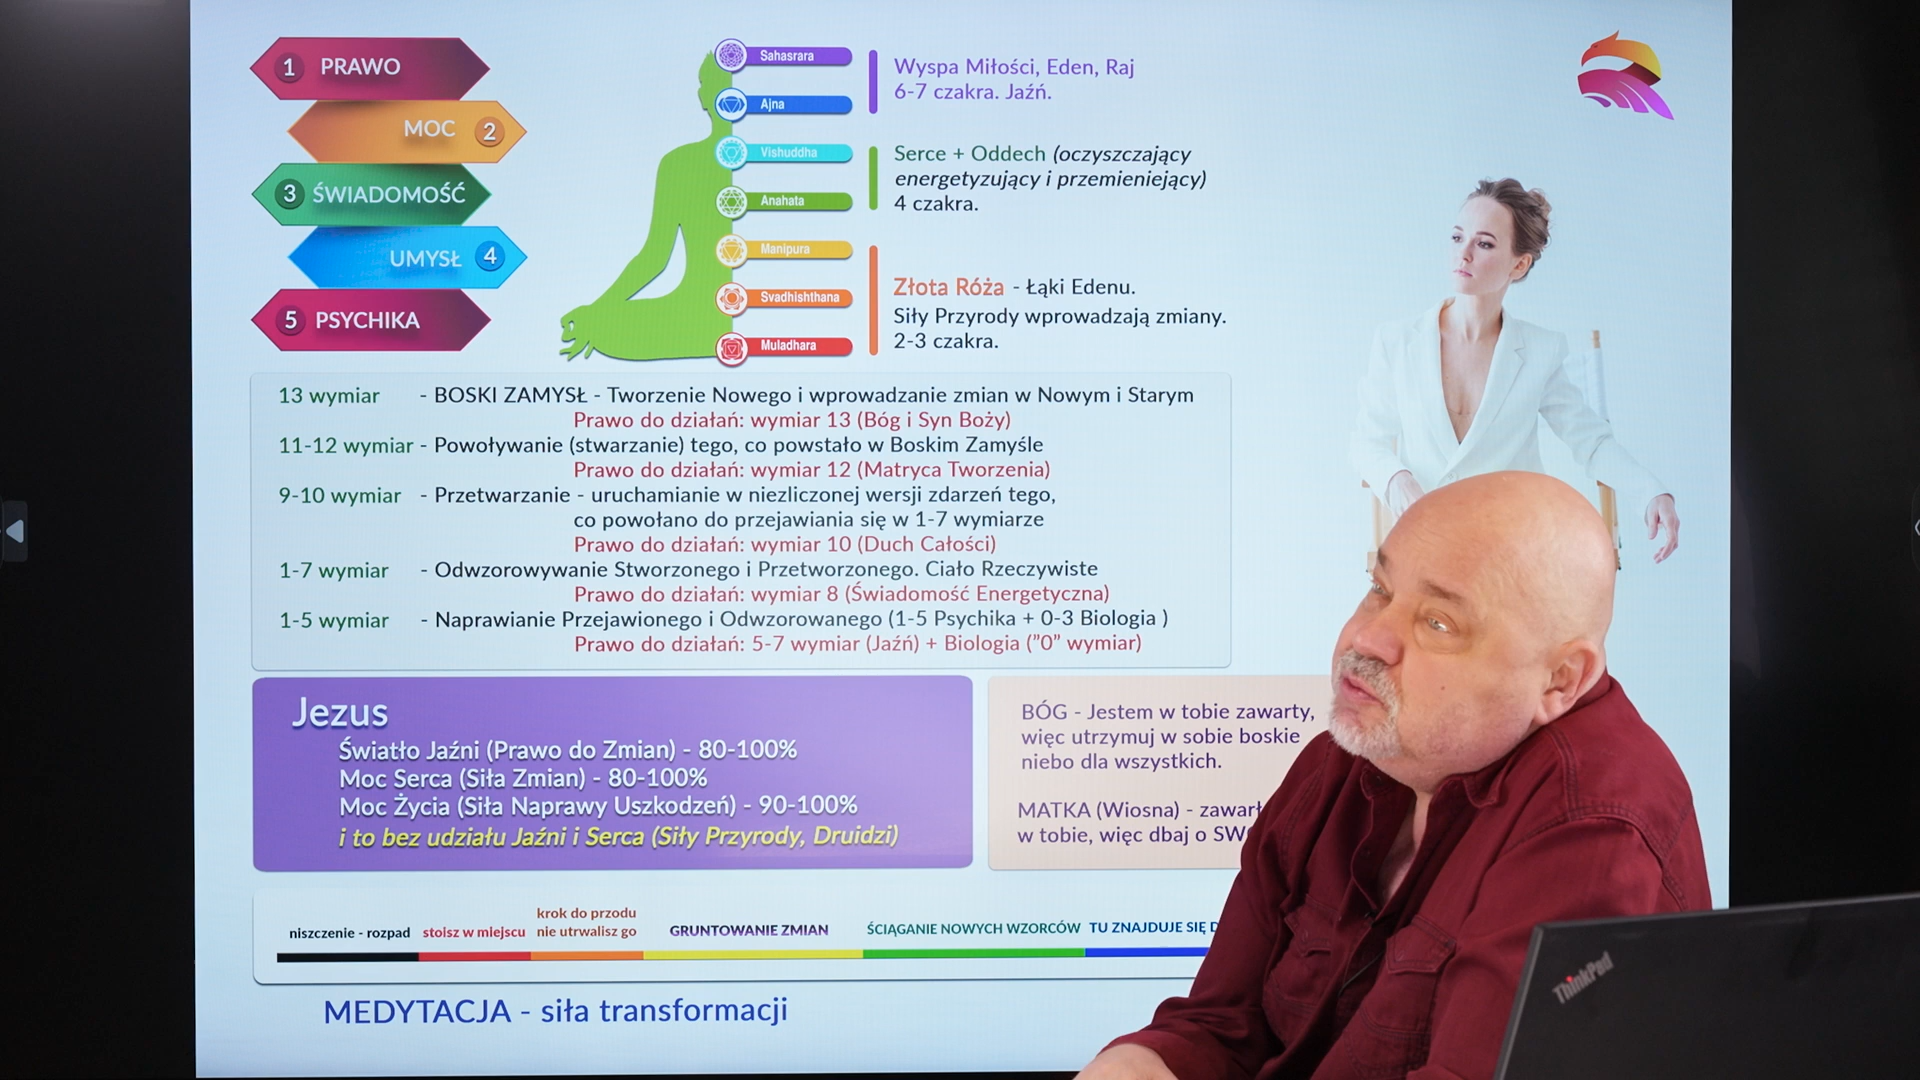 1 PRAWO
MOC 2
3 ŚWIADOMOŚĆ
UMYSŁ 4
5 PSYCHIKA
Sahasrara
Ajna
Vishuddha
Anahata
Manipura
Svadhishthana
Muladhara
Wyspa Miłości, Eden, Raj
6-7 czakra. Jaźń.
Serce + Oddech (oczyszczający
energetyzujący i przemieniejący)
4 czakra.
Złota Róża - Łąki Edenu.
Siły Przyrody wprowadzają zmiany.
2-3 czakra.
13 wymiar - BOSKI ZAMYSŁ - Tworzenie Nowego i wprowadzanie zmian w Nowym i Starym
Prawo do działań: wymiar 13 (Bóg i Syn Boży)
11-12 wymiar - Powoływanie (stwarzanie) tego, co powstało w Boskim Zamyśle
Prawo do działań: wymiar 12 (Matryca Tworzenia)
9-10 wymiar - Przetwarzanie - uruchamianie w niezliczonej wersji zdarzeń tego,
co powołano do przejawiania się w 1-7 wymiarze
Prawo do działań: wymiar 10 (Duch Całości)
1-7 wymiar - Odwzorowywanie Stworzonego i Przetworzonego. Ciało Rzeczywiste
Prawo do działań: wymiar 8 (Świadomość Energetyczna)
1-5 wymiar - Naprawianie Przejawionego i Odwzorowanego (1-5 Psychika + 0-3 Biologia )
Prawo do działań: 5-7 wymiar (Jaźń) + Biologia ("0" wymiar)
Jezus
Światło Jaźni (Prawo do Zmian) - 80-100%
Moc Serca (Siła Zmian) - 80-100%
Moc Życia (Siła Naprawy Uszkodzeń) - 90-100%
i to bez udziału Jaźni i Serca (Siły Przyrody, Druidzi)
BÓG - Jestem w tobie zawarty,
więc utrzymuj w sobie boskie
niebo dla wszystkich.
MATKA (Wiosna) -
w tobie, więc dbaj o
niszczenie - rozpad
stoisz w miejscu
krok do przodu
nie utrwalisz go
GRUNTOWANIE ZMIAN
ŚCIĄGANIE NOWYCH WZORCÓW
TU ZNAJDUJE SIĘ
MEDYTACJA - siła transformacji
ThinkPad